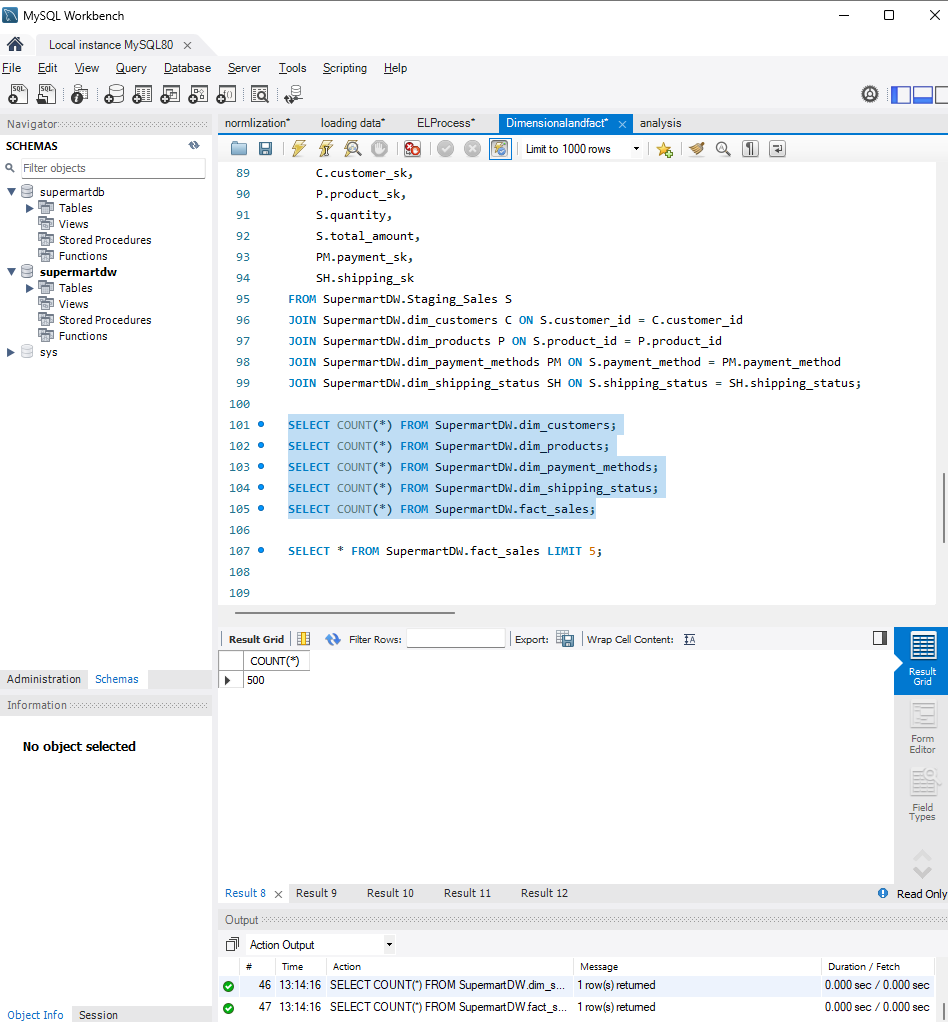 MySQL Workbench
Local instance MySQL80
File Edit View Query Database Server Tools Scripting Help
Navigator
SCHEMAS
Filter objects
supermartdb
Tables
Views
Stored Procedures
Functions
supermartdw
Tables
Views
Stored Procedures
Functions
sys
Administration Schemas
Information
No object selected
Object Info Session
normlization* loading data* ELProcess* Dimensionalandfact* analysis
Limit to 1000 rows
89 C.customer_sk,
90 P.product_sk,
91 S.quantity,
92 S.total_amount,
93 PM.payment_sk,
94 SH.shipping_sk
95 FROM SupermartDW.Staging_Sales S
96 JOIN SupermartDW.dim_customers C ON S.customer_id = C.customer_id
97 JOIN SupermartDW.dim_products P ON S.product_id = P.product_id
98 JOIN SupermartDW.dim_payment_methods PM ON S.payment_method = PM.payment_method
99 JOIN SupermartDW.dim_shipping_status SH ON S.shipping_status = SH.shipping_status;
100
101 SELECT COUNT(*) FROM SupermartDW.dim_customers;
102 SELECT COUNT(*) FROM SupermartDW.dim_products;
103 SELECT COUNT(*) FROM SupermartDW.dim_payment_methods;
104 SELECT COUNT(*) FROM SupermartDW.dim_shipping_status;
105 SELECT COUNT(*) FROM SupermartDW.fact_sales;
106
107 SELECT * FROM SupermartDW.fact_sales LIMIT 5;
108
109
Result Grid Filter Rows: Export: Wrap Cell Content:
COUNT(*)
500
Result
Grid
Form
Editor
Field
Types
Result 8 Result 9 Result 10 Result 11 Result 12 Read Only
Output
Action Output
# Time Action Message Duration / Fetch
46 13:14:16 SELECT COUNT(*) FROM SupermartDW.dim_s... 1 row(s) returned 0.000 sec / 0.000 sec
47 13:14:16 SELECT COUNT(*) FROM SupermartDW.fact_s... 1 row(s) returned 0.000 sec / 0.000 sec